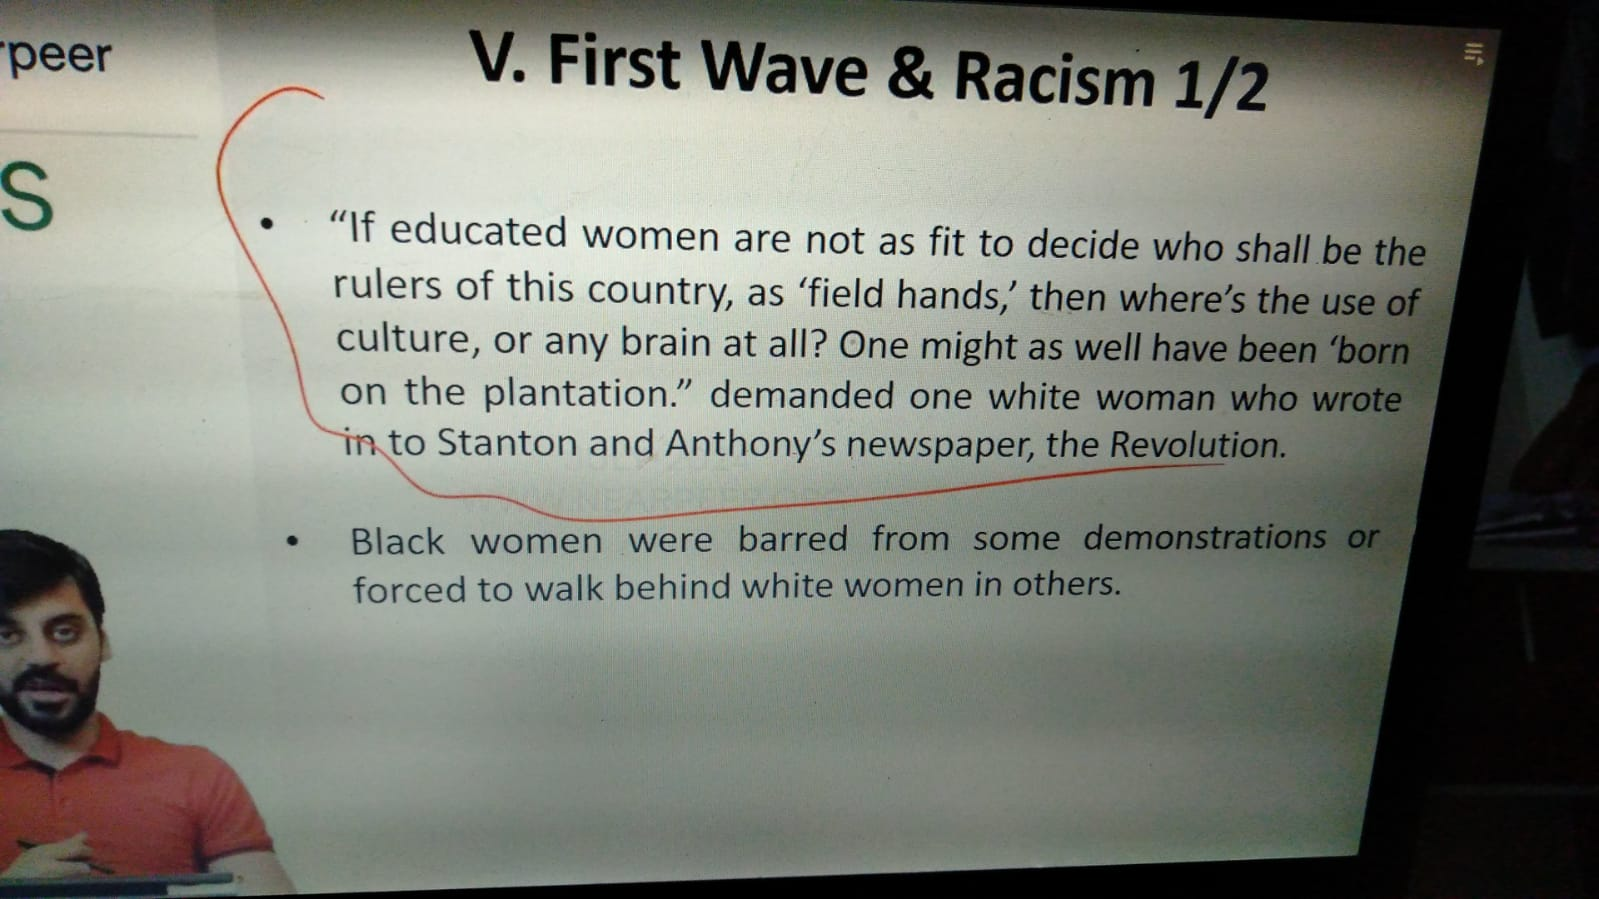 rpeer
S
V. First Wave & Racism 1/2
• “If educated women are not as fit to decide who shall be the
rulers of this country, as ‘field hands,’ then where’s the use of
culture, or any brain at all? One might as well have been ‘born
on the plantation.” demanded one white woman who wrote
in to Stanton and Anthony’s newspaper, the Revolution.
• Black women were barred from some demonstrations or
forced to walk behind white women in others.